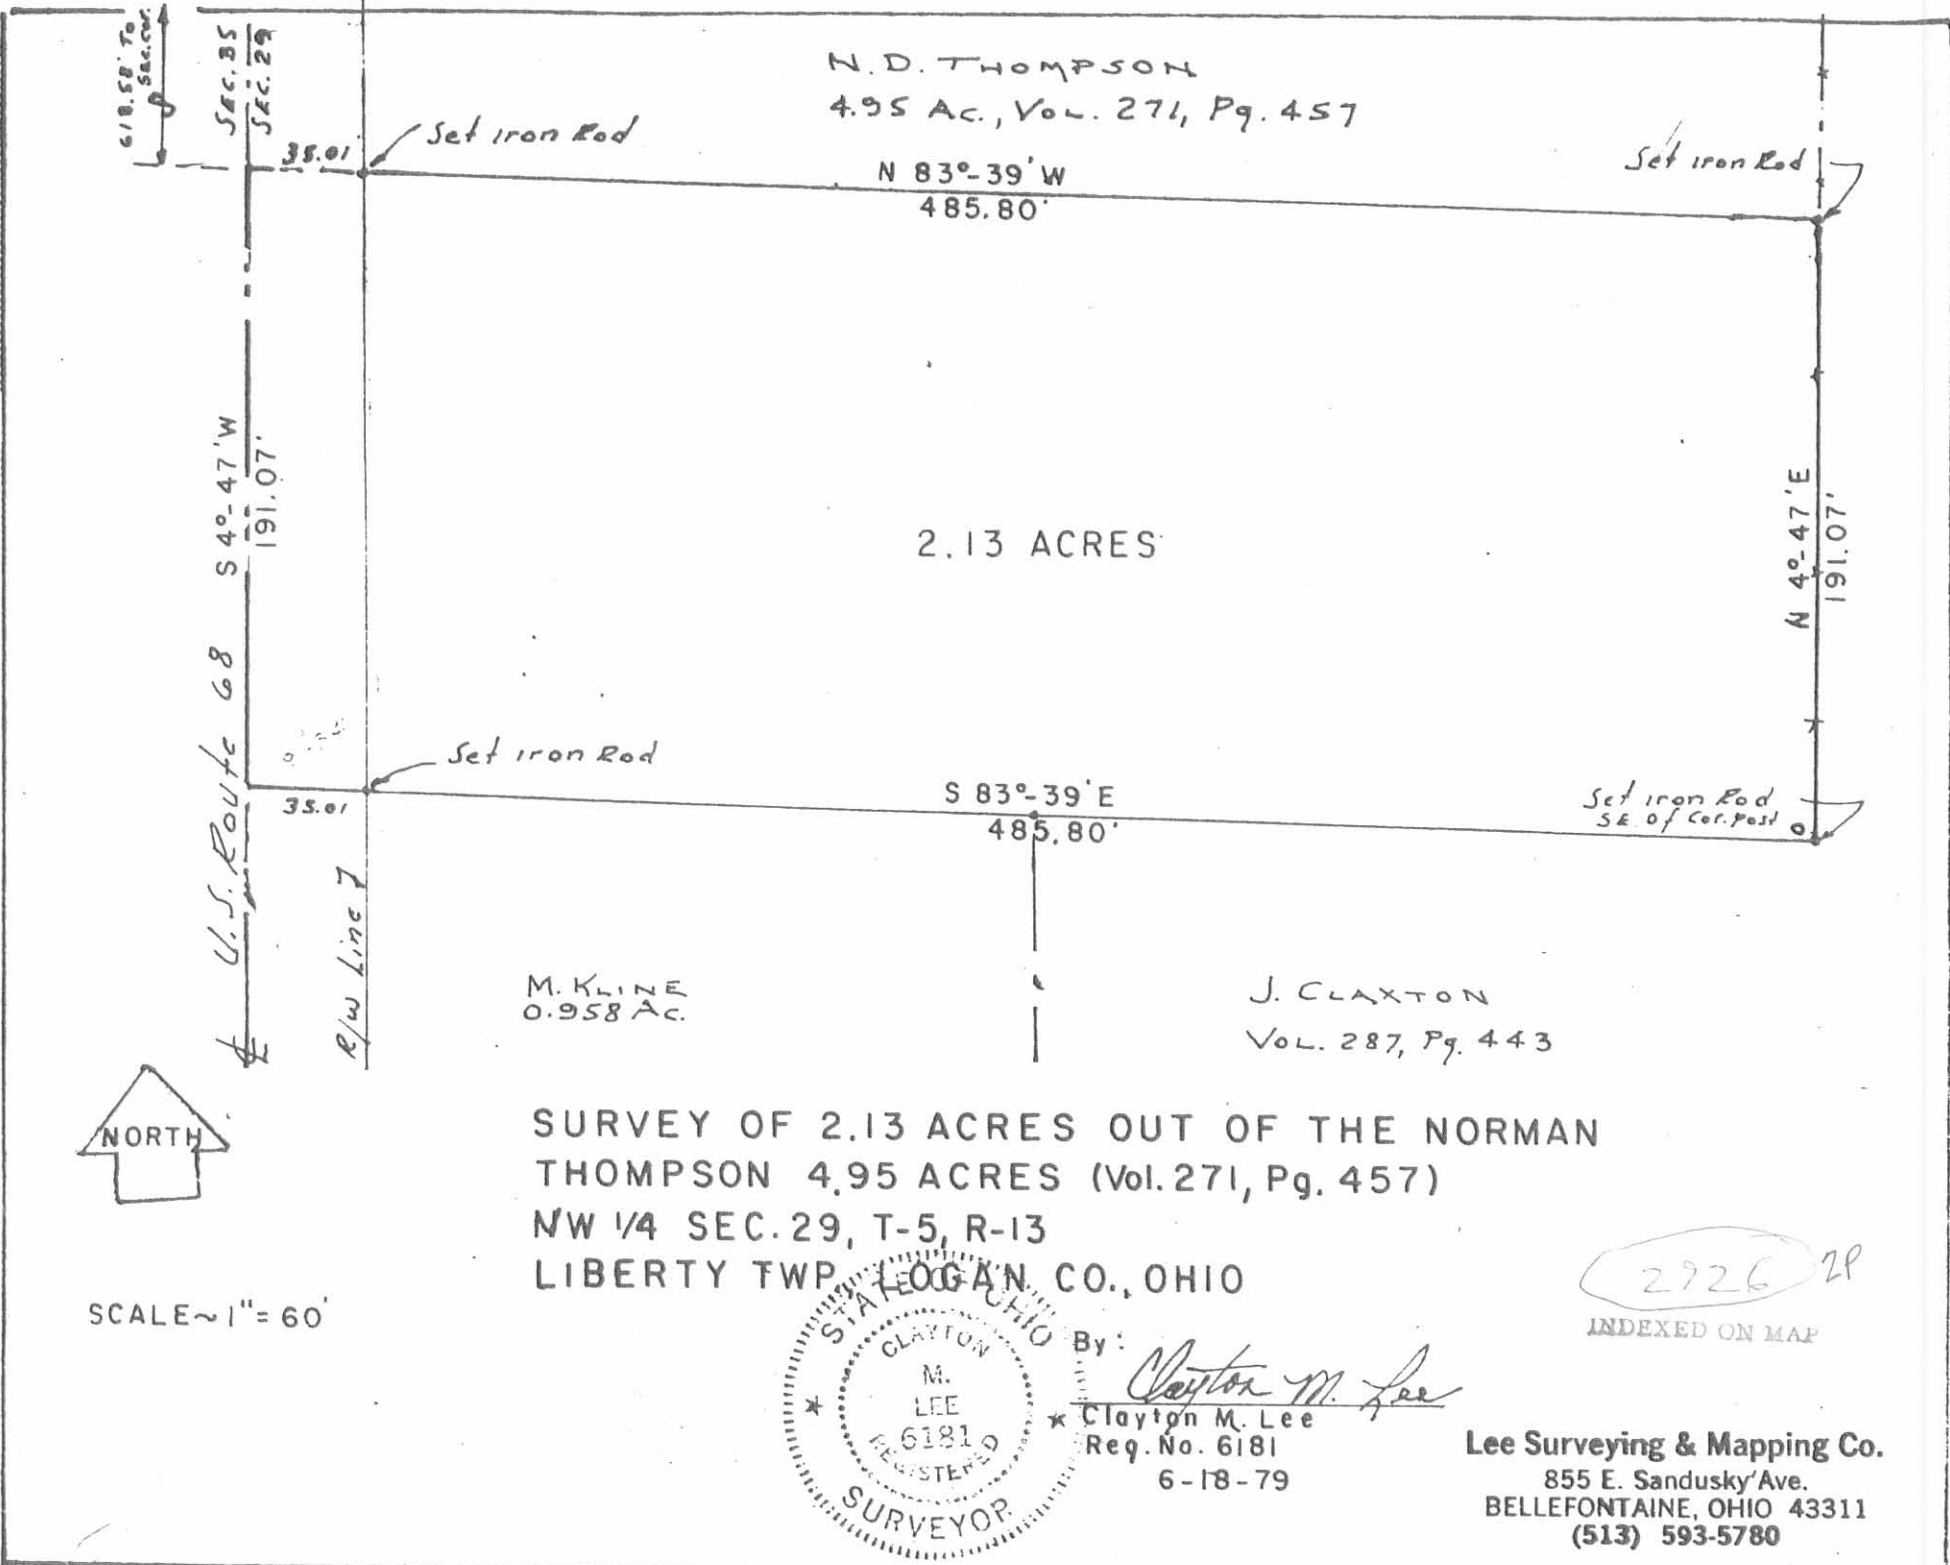 618.58' To
Sec. cor.
SEC. 35
SEC. 29
N.D. THOMPSON
4.95 Ac., VOL. 271, Pg. 457
35.01
Set iron Rod
N 83°-39'W
485.80'
Set iron Rod
S 4°-47'W
191.07'
2.13 ACRES
N 4°-47'E
191.07'
U.S. Route 68
Set iron Rod
35.01
S 83°-39'E
485.80'
Set iron Rod
SE. Of Cor. Post
R/W Line
M. KLINE
0.958 Ac.
J. CLAXTON
VOL. 287, Pg. 443
NORTH
SURVEY OF 2.13 ACRES OUT OF THE NORMAN
THOMPSON 4.95 ACRES (Vol. 271, Pg. 457)
NW 1/4 SEC. 29, T-5, R-13
LIBERTY TWP. LOGAN CO., OHIO
SCALE~1"=60'
STATE OF OHIO
CLAYTON
M.
LEE
6181
REGISTERED
SURVEYOR
By:
Clayton M. Lee
Clayton M. Lee
Reg. No. 6181
6-18-79
2926 2P
INDEXED ON MAP
Lee Surveying & Mapping Co.
855 E. Sandusky Ave.
BELLEFONTAINE, OHIO 43311
(513) 593-5780